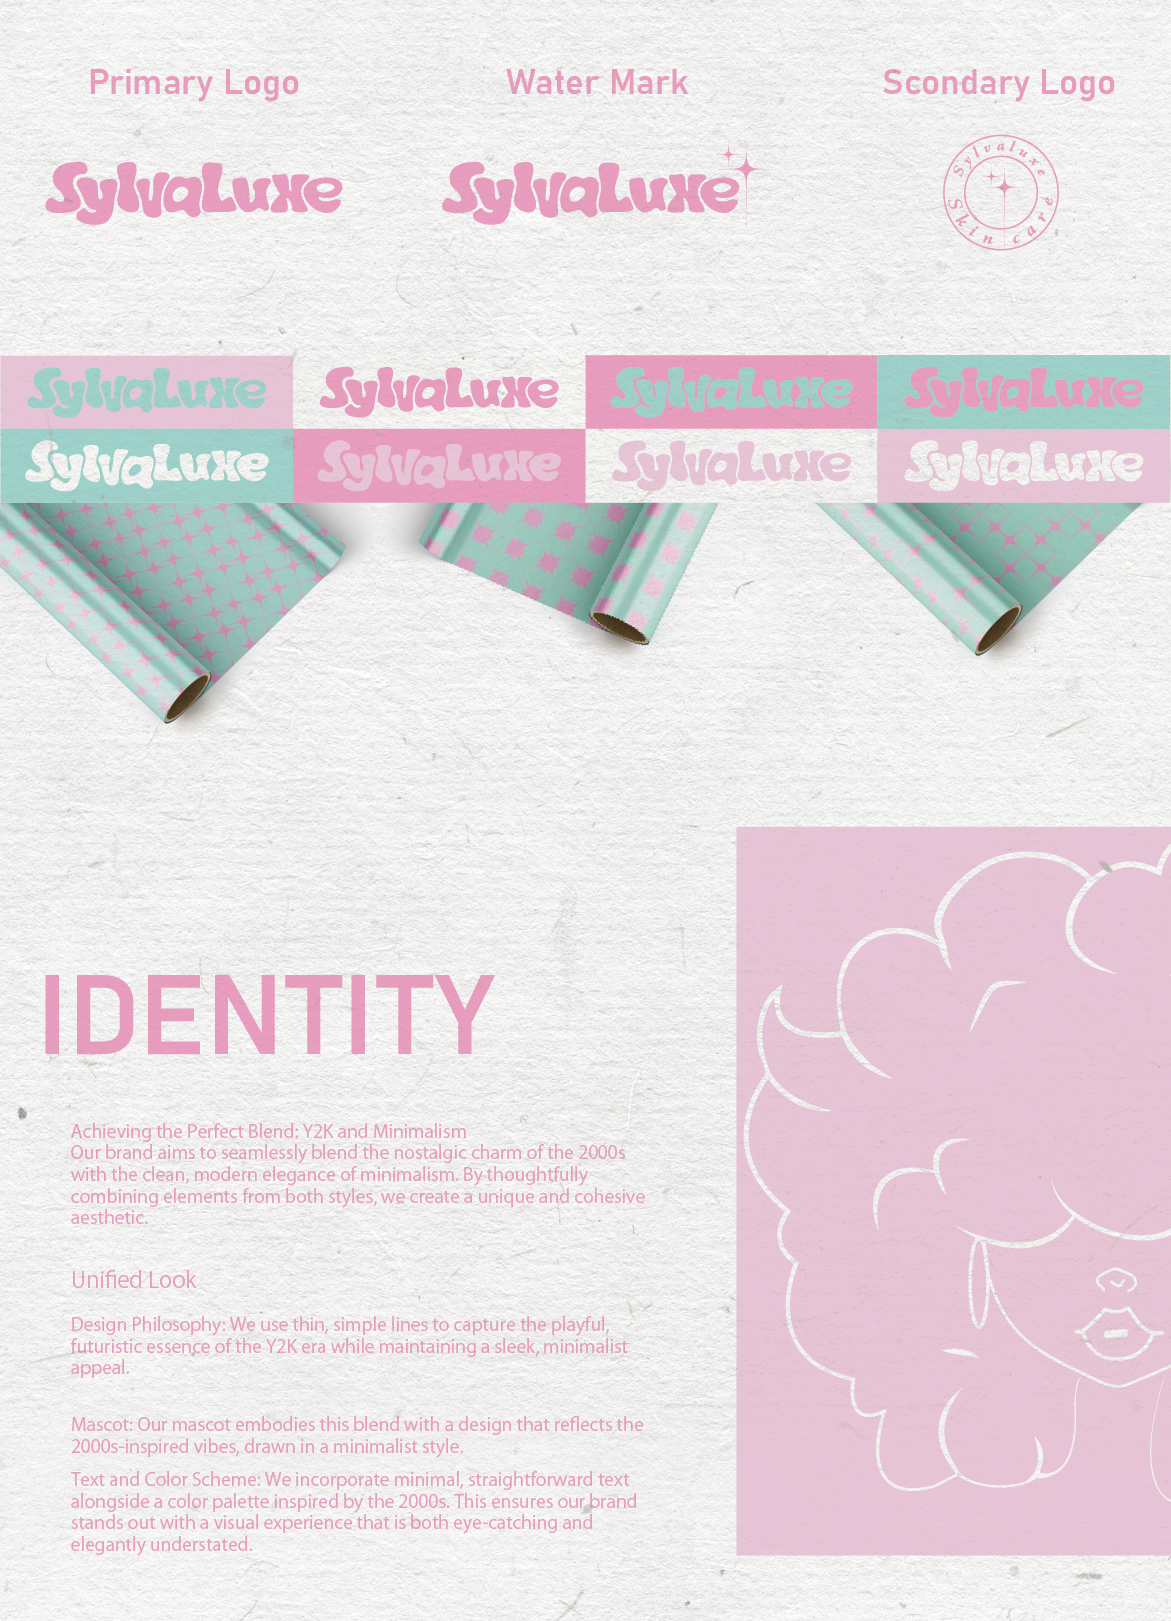 Primary Logo
Water Mark
Scondary Logo
SylvaLuxe
SylvaLuxe
Sylvaluxe
Skin care
SylvaLuxe
SylvaLuxe
SylvaLuxe
SylvaLuxe
SylvaLuxe
SylvaLuxe
SylvaLuxe
SylvaLuxe
IDENTITY
Achieving the Perfect Blend: Y2K and Minimalism
Our brand aims to seamlessly blend the nostalgic charm of the 2000s
with the clean, modern elegance of minimalism. By thoughtfully
combining elements from both styles, we create a unique and cohesive
aesthetic.
Unified Look
Design Philosophy: We use thin, simple lines to capture the playful,
futuristic essence of the Y2K era while maintaining a sleek, minimalist
appeal.
Mascot: Our mascot embodies this blend with a design that reflects the
2000s-inspired vibes, drawn in a minimalist style.
Text and Color Scheme: We incorporate minimal, straightforward text
alongside a color palette inspired by the 2000s. This ensures our brand
stands out with a visual experience that is both eye-catching and
elegantly understated.